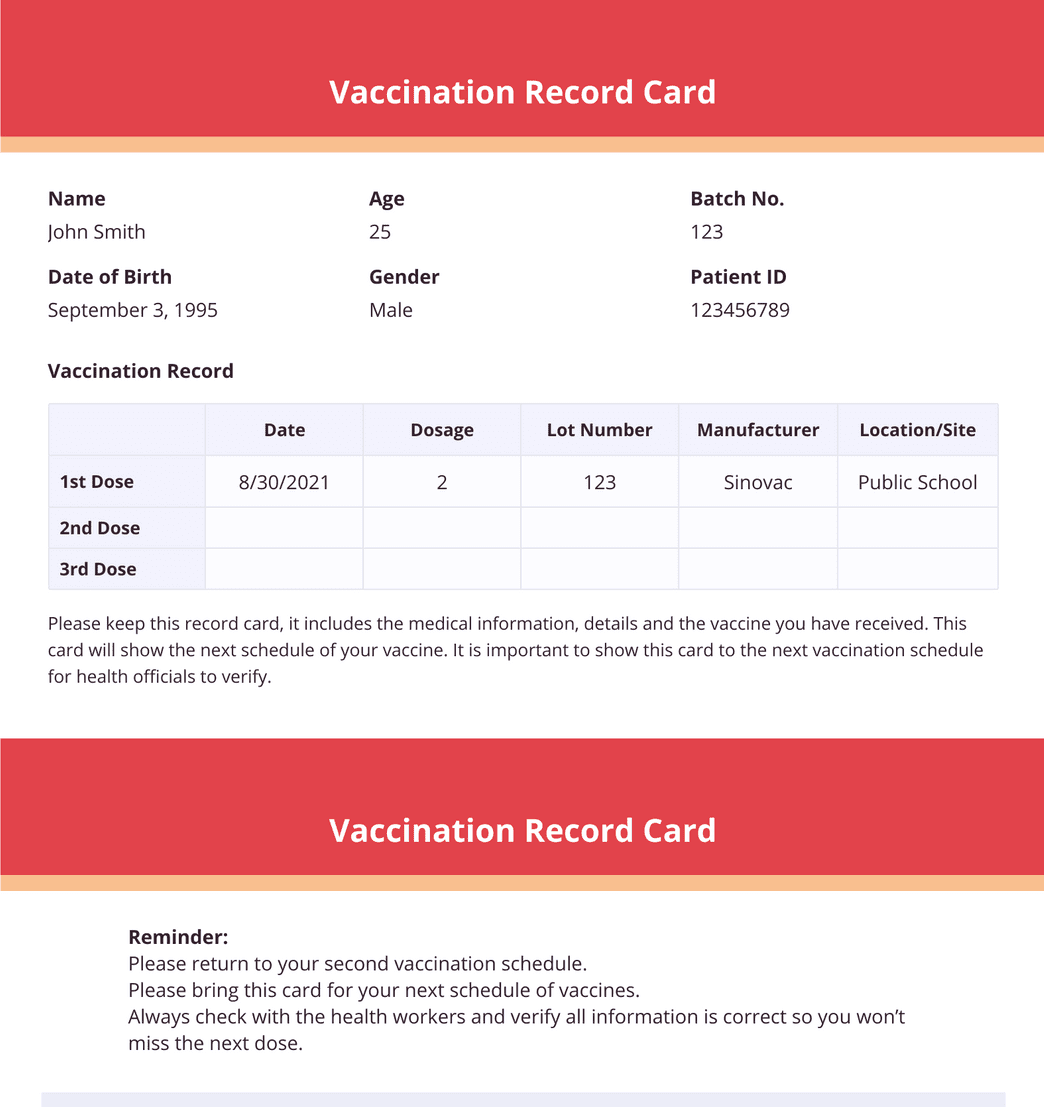 Vaccination Record Card
Name Age Batch No.
John Smith 25 123
Date of Birth Gender Patient ID
September 3, 1995 Male 123456789
Vaccination Record
Date Dosage Lot Number Manufacturer Location/Site
1st Dose 8/30/2021 2 123 Sinovac Public School
2nd Dose
3rd Dose
Please keep this record card, it includes the medical information, details and the vaccine you have received. This
card will show the next schedule of your vaccine. It is important to show this card to the next vaccination schedule
for health officials to verify.
Vaccination Record Card
Reminder:
Please return to your second vaccination schedule.
Please bring this card for your next schedule of vaccines.
Always check with the health workers and verify all information is correct so you won’t
miss the next dose.